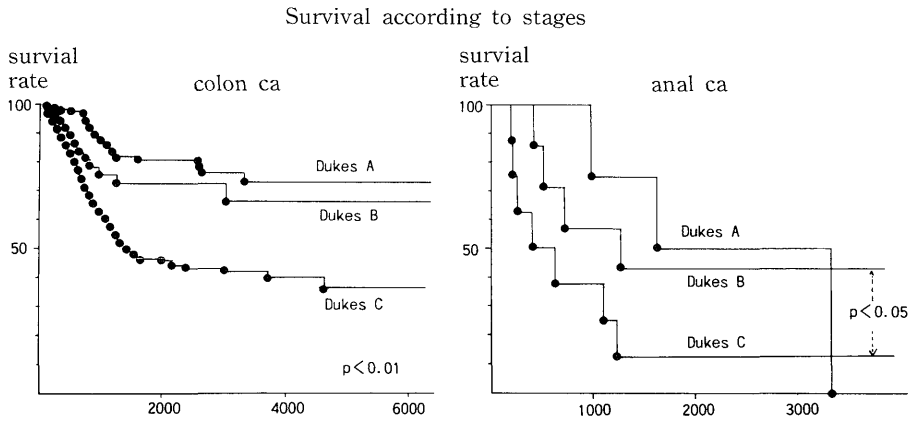 Survival according to stages
survial
rate
colon ca
100
50
Dukes A
Dukes B
Dukes C
p<0.01
2000
4000
6000
survial
rate
anal ca
100
50
Dukes A
Dukes B
Dukes C
p<0.05
1000
2000
3000